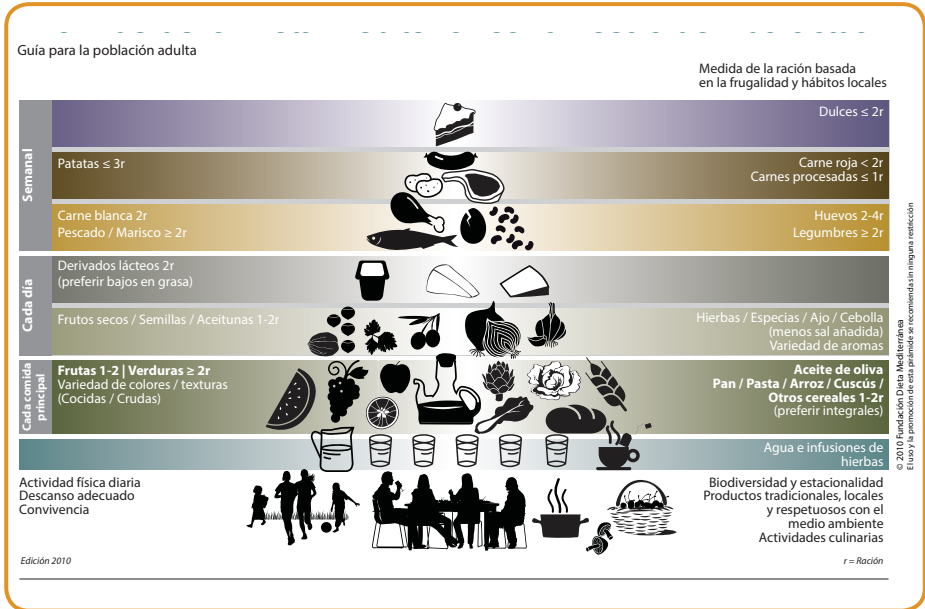 Guía para la población adulta
Medida de la ración basada
en la frugalidad y hábitos locales
Semanal
Dulces ≤ 2r
Patatas ≤ 3r
Carne roja < 2r
Carnes procesadas ≤ 1r
Carne blanca 2r
Pescado / Marisco ≥ 2r
Huevos 2-4r
Legumbres ≥ 2r
Cada día
Derivados lácteos 2r
(preferir bajos en grasa)
Frutos secos / Semillas / Aceitunas 1-2r
Hierbas / Especias / Ajo / Cebolla
(menos sal añadida)
Variedad de aromas
Cada comida
principal
Frutas 1-2 | Verduras ≥ 2r
Variedad de colores / texturas
(Cocidas / Crudas)
Aceite de oliva
Pan / Pasta / Arroz / Cuscús /
Otros cereales 1-2r
(preferir integrales)
Agua e infusiones de
hierbas
Actividad física diaria
Descanso adecuado
Convivencia
Biodiversidad y estacionalidad
Productos tradicionales, locales
y respetuosos con el
medio ambiente
Actividades culinarias
Edición 2010
r = Ración
© 2010 Fundación Dieta Mediterránea
El uso y la promoción de esta pirámide se recomienda sin ninguna restricción